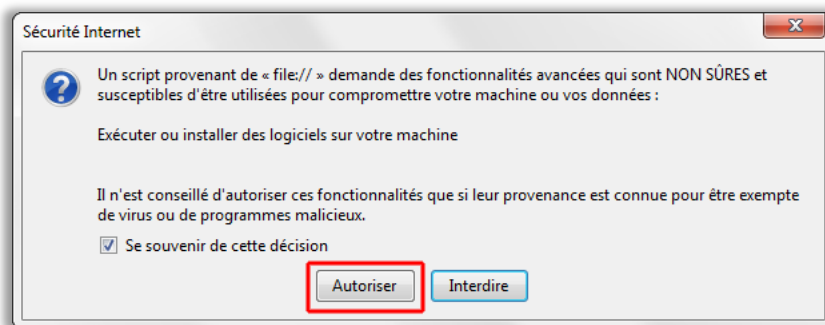 Sécurité Internet
Un script provenant de « file:// » demande des fonctionnalités avancées qui sont NON SÛRES et
susceptibles d'être utilisées pour compromettre votre machine ou vos données :
Exécuter ou installer des logiciels sur votre machine
Il n'est conseillé d'autoriser ces fonctionnalités que si leur provenance est connue pour être exempte
de virus ou de programmes malicieux.
Se souvenir de cette décision
Autoriser Interdire